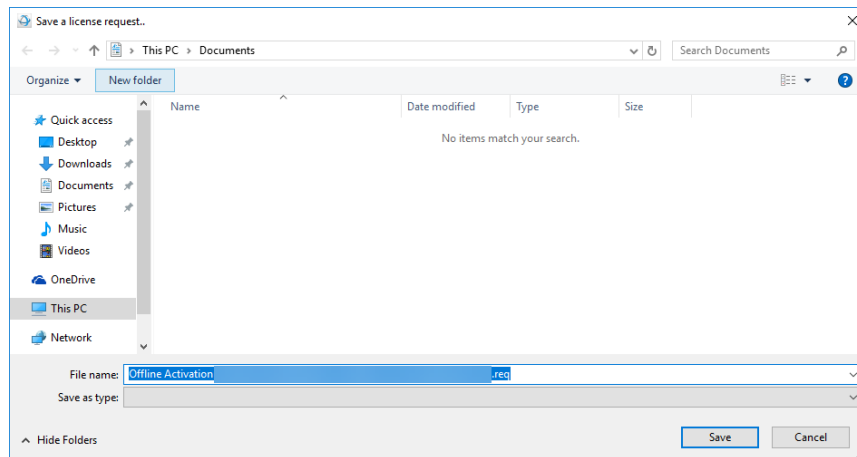 Save a license request..
This PC > Documents
Search Documents
Organize New folder
Name Date modified Type Size
No items match your search.
Quick access
Desktop
Downloads
Documents
Pictures
Music
Videos
OneDrive
This PC
Network
File name: Offline Activation .req
Save as type:
Hide Folders Save Cancel